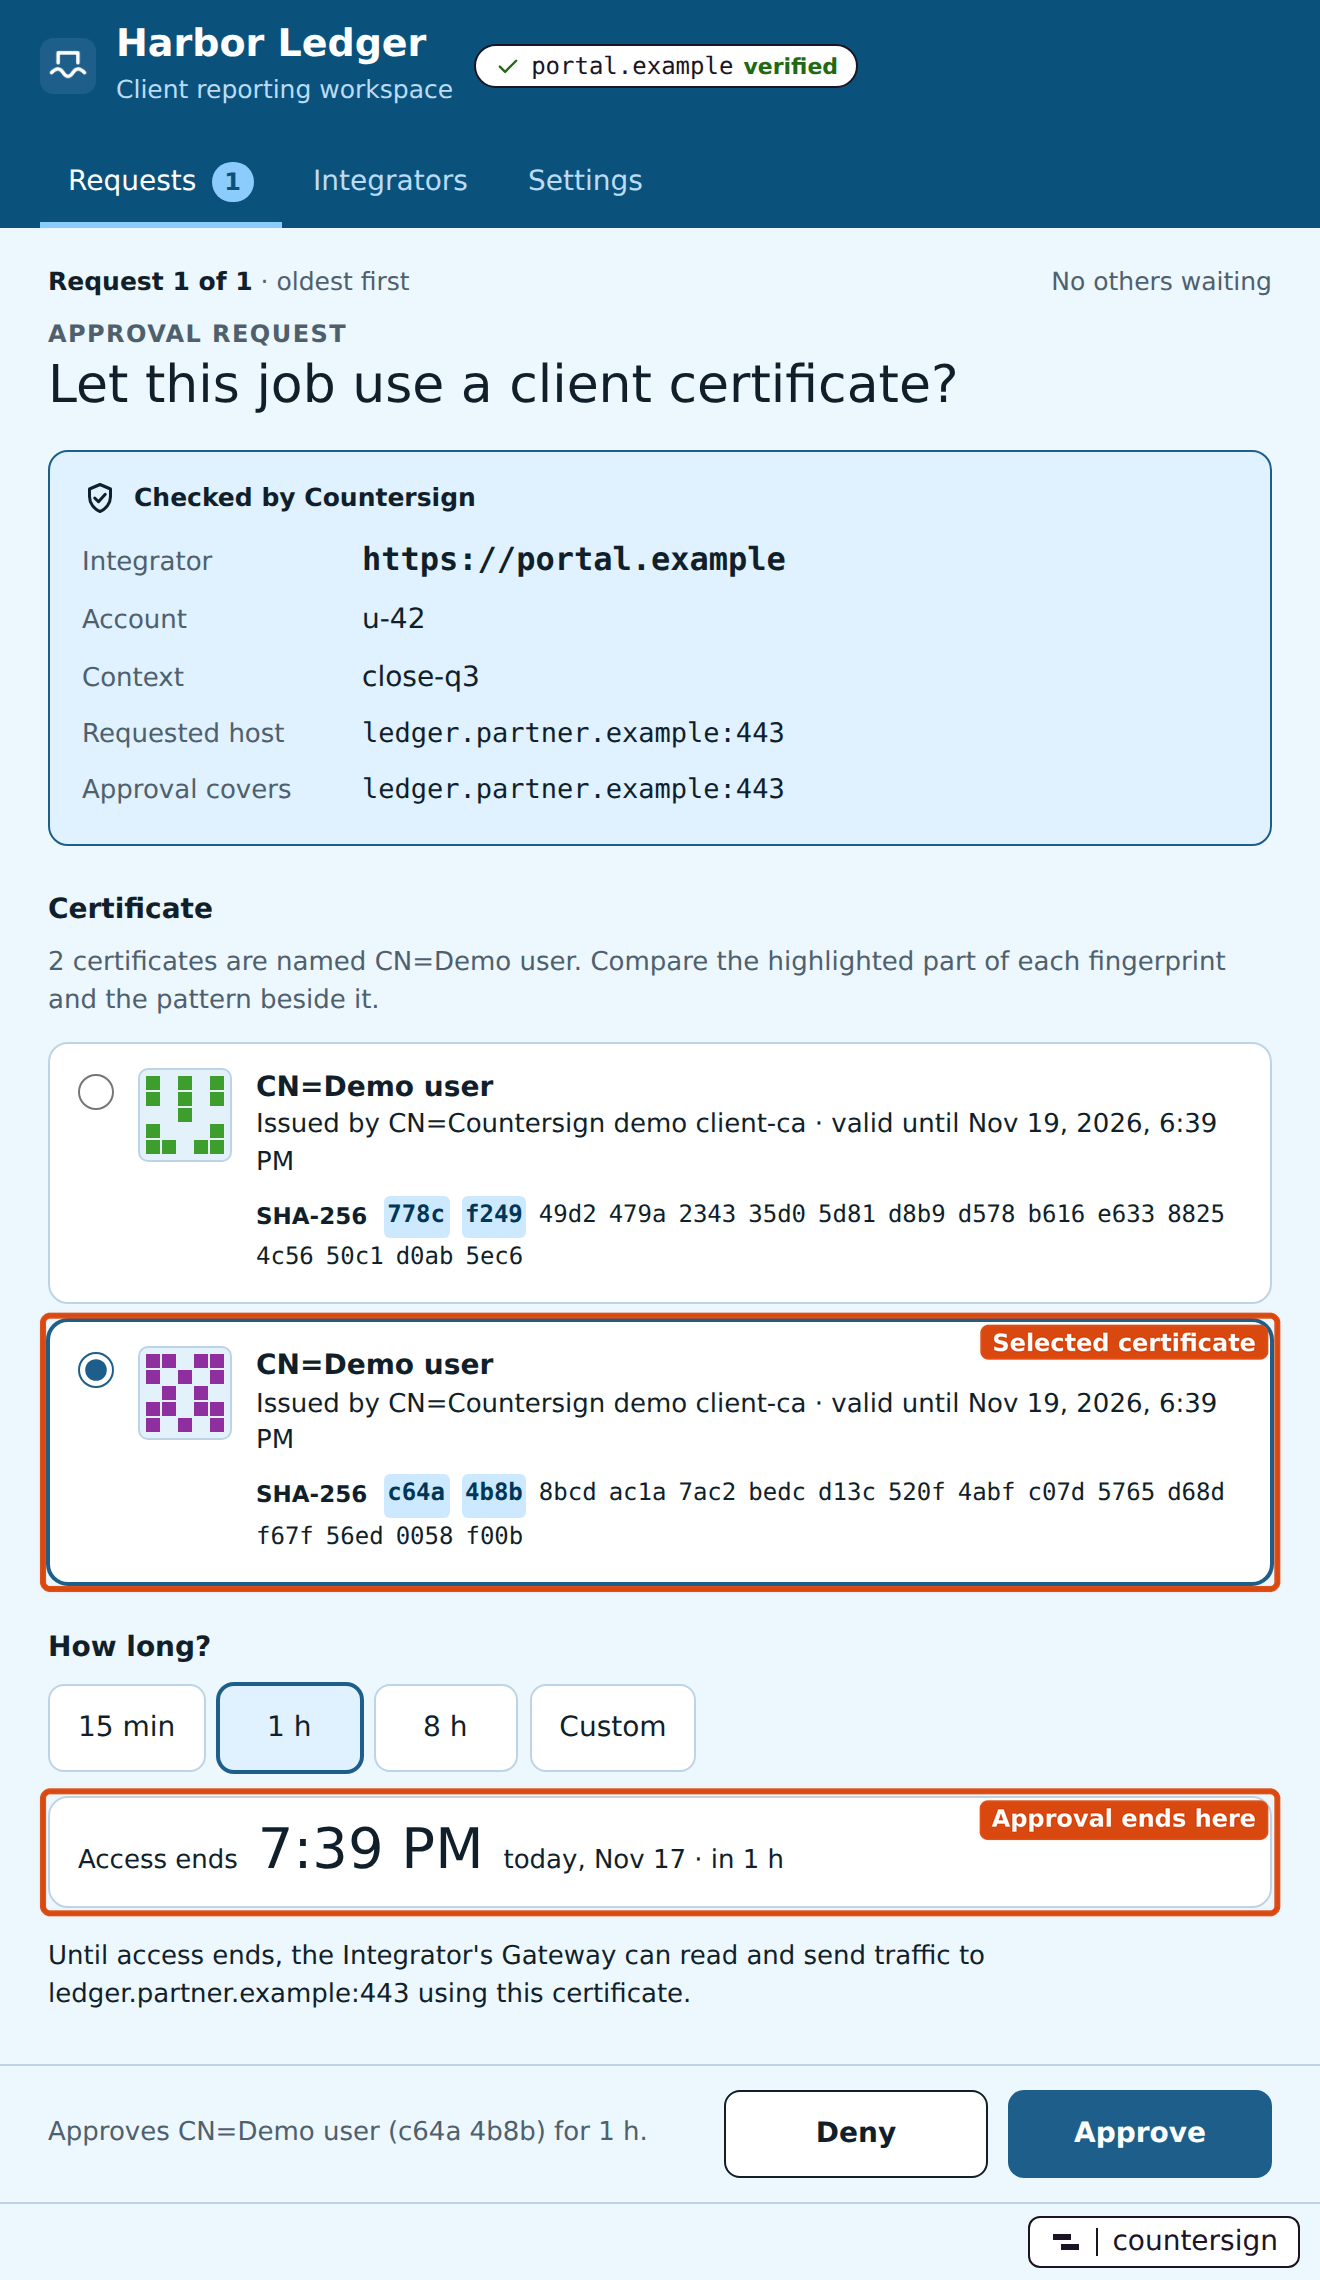 Harbor Ledger
Client reporting workspace
portal.example verified
Requests 1 Integrators Settings
Request 1 of 1 · oldest first No others waiting
APPROVAL REQUEST
Let this job use a client certificate?
Checked by Countersign
Integrator https://portal.example
Account u-42
Context close-q3
Requested host ledger.partner.example:443
Approval covers ledger.partner.example:443
Certificate
2 certificates are named CN=Demo user. Compare the highlighted part of each fingerprint
and the pattern beside it.
CN=Demo user
Issued by CN=Countersign demo client-ca · valid until Nov 19, 2026, 6:39
PM
SHA-256 778c f249 49d2 479a 2343 35d0 5d81 d8b9 d578 b616 e633 8825
4c56 50c1 d0ab 5ec6
Selected certificate
CN=Demo user
Issued by CN=Countersign demo client-ca · valid until Nov 19, 2026, 6:39
PM
SHA-256 c64a 4b8b 8bcd ac1a 7ac2 bedc d13c 520f 4abf c07d 5765 d68d
f67f 56ed 0058 f00b
How long?
15 min 1 h 8 h Custom
Approval ends here
Access ends 7:39 PM today, Nov 17 · in 1 h
Until access ends, the Integrator's Gateway can read and send traffic to
ledger.partner.example:443 using this certificate.
Approves CN=Demo user (c64a 4b8b) for 1 h. Deny Approve
countersign